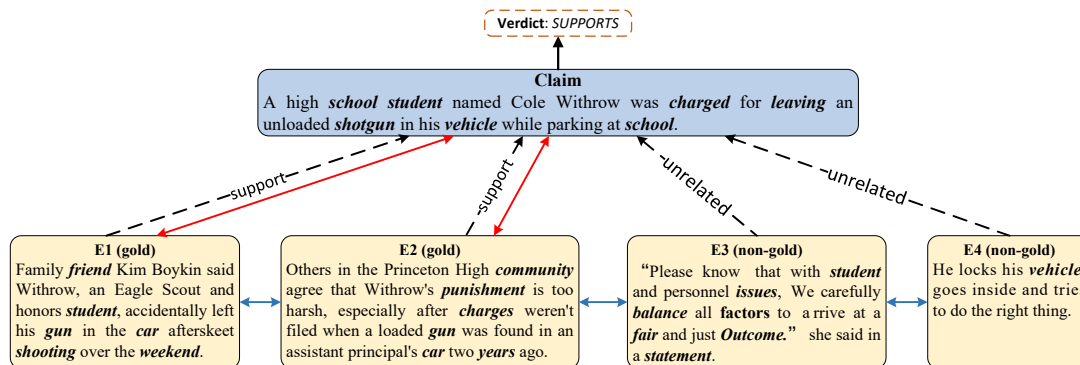 Verdict: SUPPORTS
Claim
A high school student named Cole Withrow was charged for leaving an
unloaded shotgun in his vehicle while parking at school.
support
support
unrelated
unrelated
E1 (gold)
Family friend Kim Boykin said
Withrow, an Eagle Scout and
honors student, accidentally left
his gun in the car afterskeet
shooting over the weekend.
E2 (gold)
Others in the Princeton High community
agree that Withrow's punishment is too
harsh, especially after charges weren't
filed when a loaded gun was found in an
assistant principal's car two years ago.
E3 (non-gold)
“Please know that with student
and personnel issues, We carefully
balance all factors to a rrive at a
fair and just Outcome.” she said in
a statement.
E4 (non-gold)
He locks his vehicle
goes inside and trie
to do the right thing.